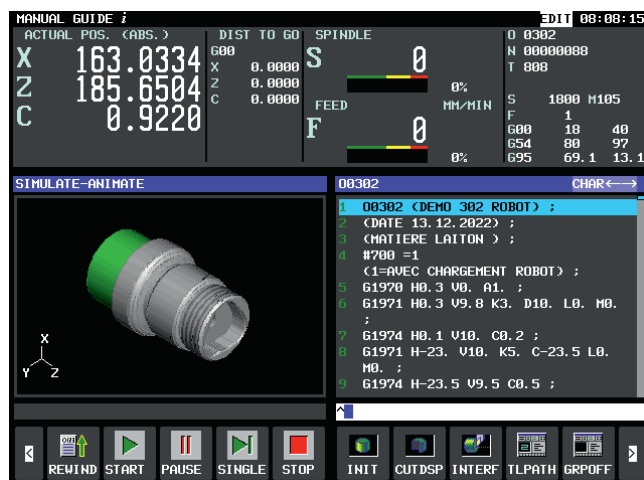 MANUAL GUIDE i EDIT 08:08:15
ACTUAL POS. (ABS.)
X 163.0334
Z 185.6504
C 0.9220
DIST TO GO
G00
X 0.0000
Z 0.0000
C 0.0000
SPINDLE
S 0
0%
FEED MM/MIN
F 0
0%
O 0302
N 00000088
T 808
S 1800 M105
F 1
G00 18 40
G54 80 97
G95 69.1 13.1
SIMULATE-ANIMATE
X
Y Z
O0302 CHAR←→
1 O0302 (DEMO 302 ROBOT) ;
2 (DATE 13.12.2022) ;
3 (MATIERE LAITON ) ;
4 #700 =1
(1=AVEC CHARGEMENT ROBOT) ;
5 G1970 H0.3 V0. A1. ;
6 G1971 H0.3 V9.8 K3. D10. L0. M0.
;
7 G1974 H0.1 V10. C0.2 ;
8 G1971 H-23. V10. K5. C-23.5 L0.
M0. ;
9 G1974 H-23.5 V9.5 C0.5 ;
^
< REWIND START PAUSE SINGLE STOP INIT CUTDSP INTERF TLPATH GRPOFF >